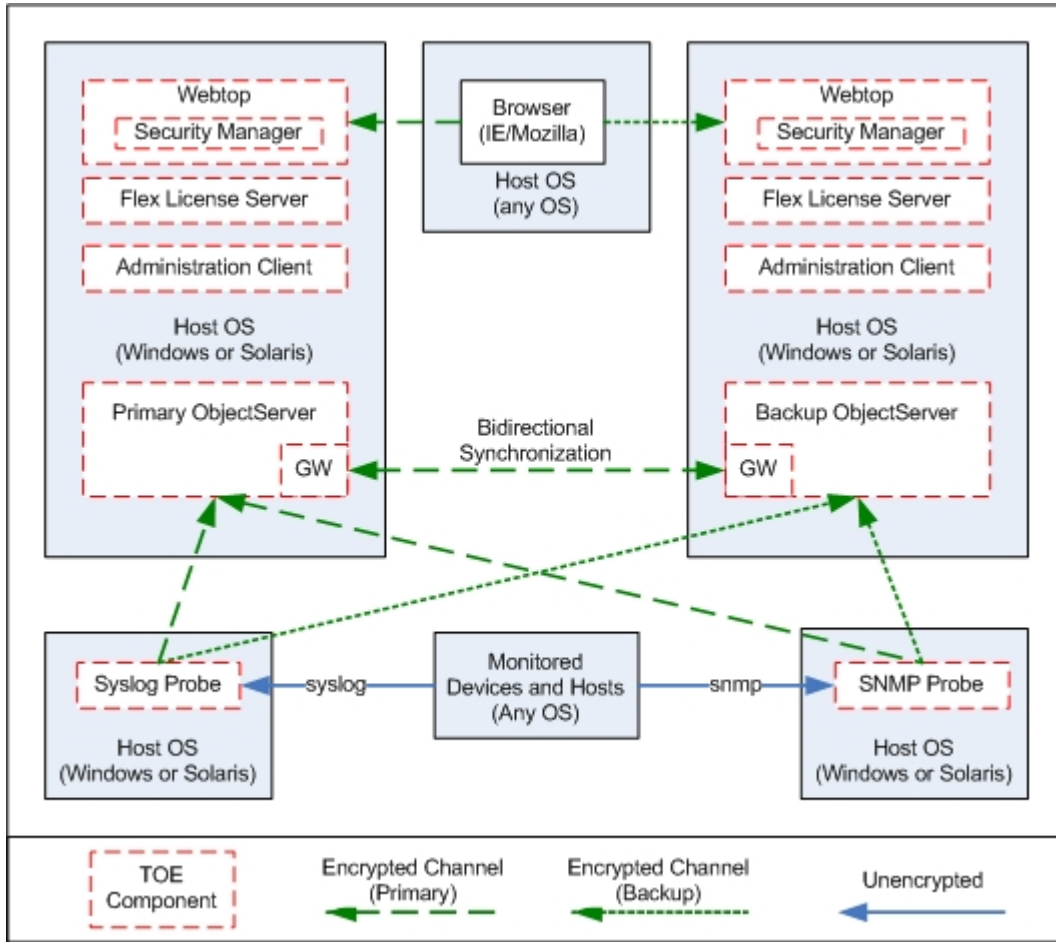 Webtop
Security Manager
Flex License Server
Administration Client
Host OS
(Windows or Solaris)
Primary ObjectServer
GW
Browser
(IE/Mozilla)
Host OS
(any OS)
Webtop
Security Manager
Flex License Server
Administration Client
Host OS
(Windows or Solaris)
Backup ObjectServer
GW
Bidirectional
Synchronization
Syslog Probe
Host OS
(Windows or Solaris)
syslog
Monitored
Devices and Hosts
(Any OS)
snmp
SNMP Probe
Host OS
(Windows or Solaris)
TOE
Component
Encrypted Channel
(Primary)
Encrypted Channel
(Backup)
Unencrypted